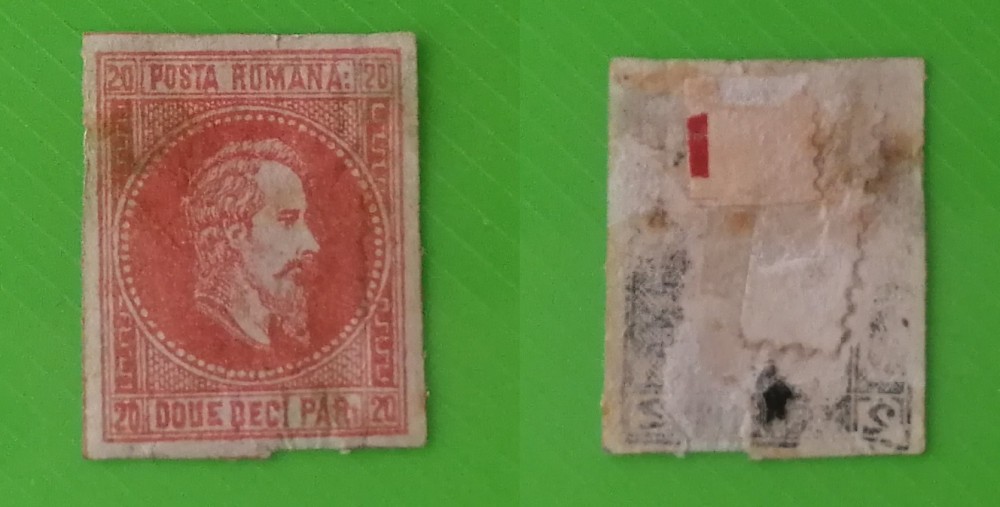 20 POSTA ROMANA: 20
20 DOUE DECI PAR: 20